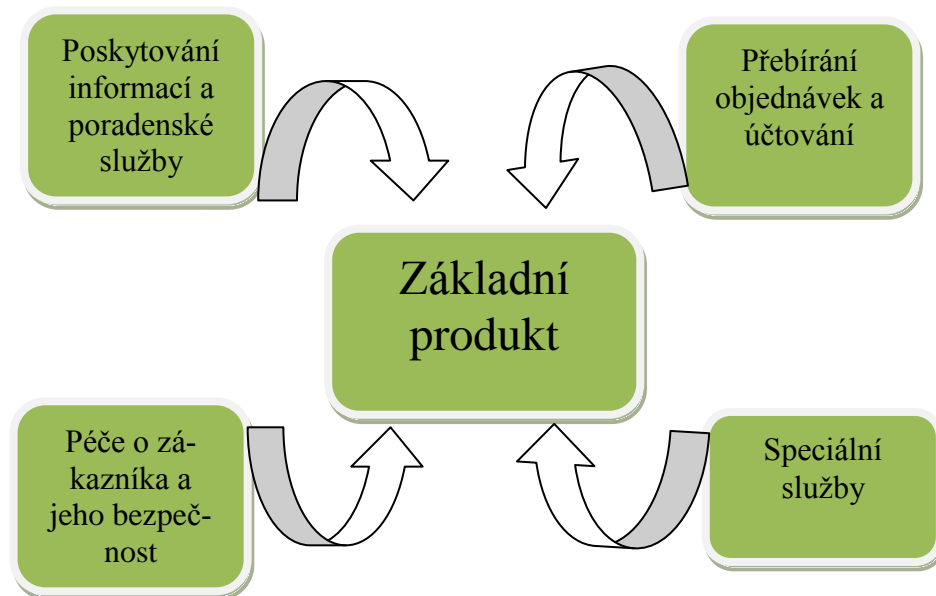 Poskytování
informací a
poradenské
služby
Přebírání
objednávek a
účtování
Základní
produkt
Péče o zá-
kazníka a
jeho bezpeč-
nost
Speciální
služby